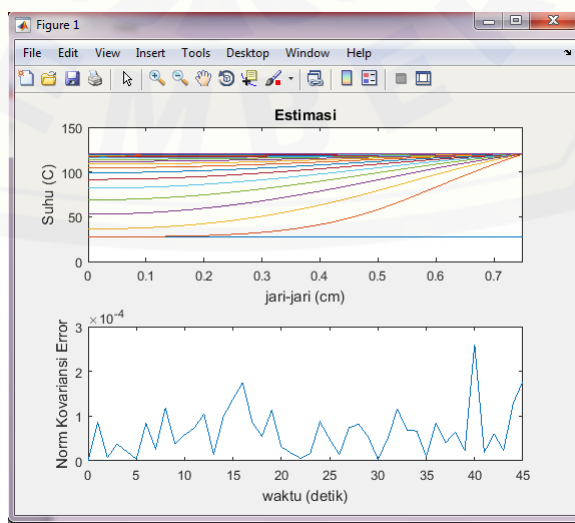 Figure 1
File Edit View Insert Tools Desktop Window Help
Estimasi
Suhu (C)
150
100
50
0
0 0.1 0.2 0.3 0.4 0.5 0.6 0.7
jari-jari (cm)
×10-4
Norm Kovariansi Error
3
2
1
0
0 5 10 15 20 25 30 35 40 45
waktu (detik)